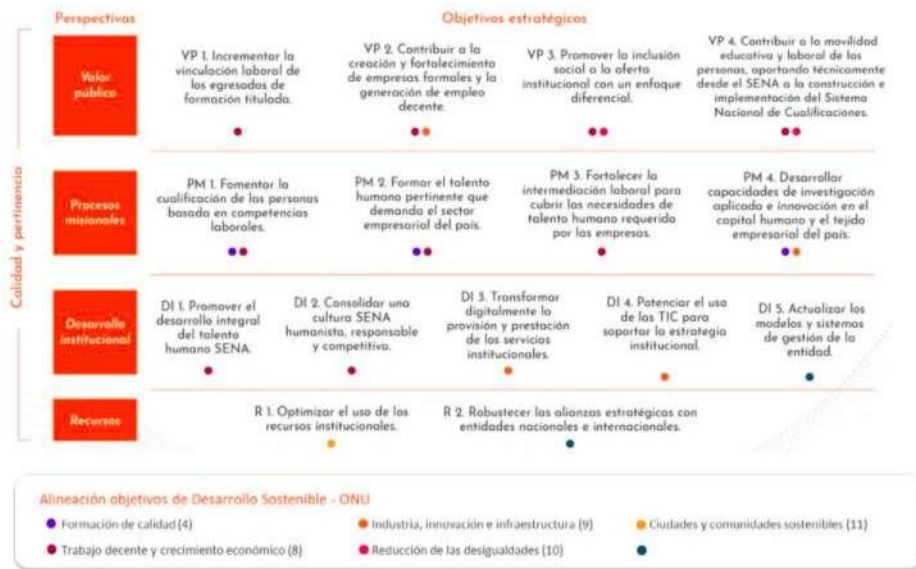 Perspectivas
Objetivos estratégicos
Calidad y pertinencia
Valor
público
VP 1. Incrementar la
vinculación laboral de
los egresados de
formación titulada.
VP 2. Contribuir a la
creación y fortalecimiento
de empresas formales y la
generación de empleo
decente.
VP 3. Promover la inclusión
social a la oferta
institucional con un enfoque
diferencial.
VP 4. Contribuir a la movilidad
educativa y laboral de las
personas, aportando técnicamente
desde el SENA a la construcción e
implementación del Sistema
Nacional de Cualificaciones.
Procesos
misionales
PM 1. Fomentar la
cualificación de las personas
basada en competencias
laborales.
PM 2. Formar el talento
humano pertinente que
demanda el sector
empresarial del país.
PM 3. Fortalecer la
intermediación laboral para
cubrir las necesidades de
talento humano requerido
por las empresas.
PM 4. Desarrollar
capacidades de investigación
aplicada e innovación en el
capital humano y el tejido
empresarial del país.
Desarrollo
institucional
DI 1. Promover el
desarrollo integral
del talento
humano SENA.
DI 2. Consolidar una
cultura SENA
humanista, responsable
y competitiva.
DI 3. Transformar
digitalmente la
provisión y prestación
de los servicios
institucionales.
DI 4. Potenciar el uso
de las TIC para
soportar la estrategia
institucional.
DI 5. Actualizar los
modelos y sistemas
de gestión de la
entidad.
Recursos
R 1. Optimizar el uso de los
recursos institucionales.
R 2. Robustecer las alianzas estratégicas con
entidades nacionales e internacionales.
Alineación objetivos de Desarrollo Sostenible - ONU
Formación de calidad (4)
Industria, innovación e infraestructura (9)
Ciudades y comunidades sostenibles (11)
Trabajo decente y crecimiento económico (8)
Reducción de las desigualdades (10)